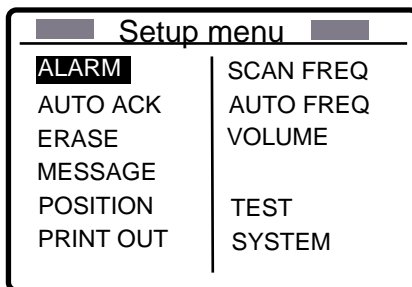 Setup menu
ALARM
AUTO ACK
ERASE
MESSAGE
POSITION
PRINT OUT
SCAN FREQ
AUTO FREQ
VOLUME
TEST
SYSTEM